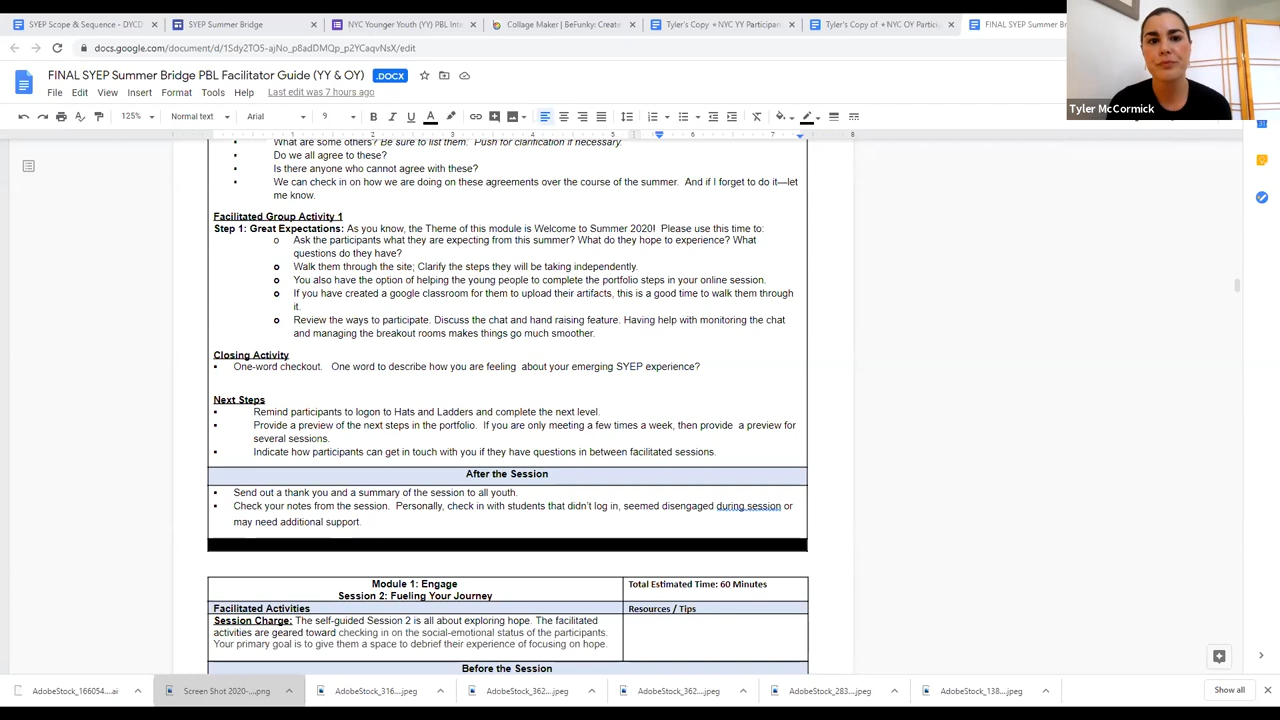 SYEP Scope & Sequence - DYCD
SYEP Summer Bridge
NYC Younger Youth (YY) PBL Inte
Collage Maker | BeFunky: Create
Tyler's Copy ⭑NYC YY Participan
Tyler's Copy of ⭑NYC OY Partici
FINAL SYEP Summer Br
docs.google.com/document/d/1Sdy2TO5-ajNo_p8adDMQp_p2YCaqvNsX/edit
FINAL SYEP Summer Bridge PBL Facilitator Guide (YY & OY) .DOCX
File Edit View Insert Format Tools Help Last edit was 7 hours ago
Tyler McCormick
125% Normal text Arial 9
1 2 3 4 5 6 7 8
What are some others? Be sure to list them. Push for clarification if necessary.
Do we all agree to these?
Is there anyone who cannot agree with these?
We can check in on how we are doing on these agreements over the course of the summer. And if I forget to do it—let
me know.
Facilitated Group Activity 1
Step 1: Great Expectations: As you know, the Theme of this module is Welcome to Summer 2020! Please use this time to:
Ask the participants what they are expecting from this summer? What do they hope to experience? What
questions do they have?
Walk them through the site; Clarify the steps they will be taking independently.
You also have the option of helping the young people to complete the portfolio steps in your online session.
If you have created a google classroom for them to upload their artifacts, this is a good time to walk them through
it.
Review the ways to participate. Discuss the chat and hand raising feature. Having help with monitoring the chat
and managing the breakout rooms makes things go much smoother.
Closing Activity
One-word checkout. One word to describe how you are feeling about your emerging SYEP experience?
Next Steps
Remind participants to logon to Hats and Ladders and complete the next level.
Provide a preview of the next steps in the portfolio. If you are only meeting a few times a week, then provide a preview for
several sessions.
Indicate how participants can get in touch with you if they have questions in between facilitated sessions.
After the Session
Send out a thank you and a summary of the session to all youth.
Check your notes from the session. Personally, check in with students that didn't log in, seemed disengaged during session or
may need additional support.
Module 1: Engage
Session 2: Fueling Your Journey
Total Estimated Time: 60 Minutes
Facilitated Activities
Resources / Tips
Session Charge: The self-guided Session 2 is all about exploring hope. The facilitated
activities are geared toward checking in on the social-emotional status of the participants.
Your primary goal is to give them a space to debrief their experience of focusing on hope.
Before the Session
AdobeStock_166054....ai
Screen Shot 2020-....png
AdobeStock_316....jpeg
AdobeStock_362....jpeg
AdobeStock_362....jpeg
AdobeStock_283....jpeg
AdobeStock_138....jpeg
Show all